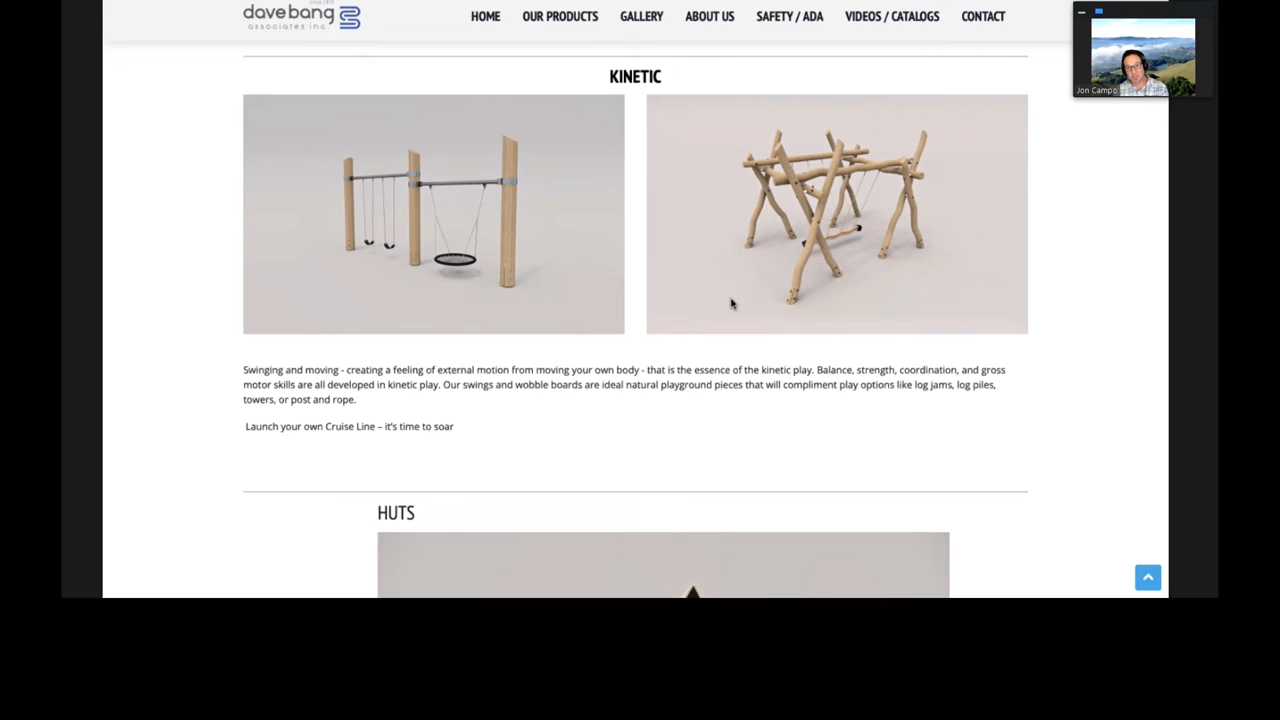 since 1979
dave bang
associates inc.
HOME
OUR PRODUCTS
GALLERY
ABOUT US
SAFETY / ADA
VIDEOS / CATALOGS
CONTACT
Jon Campo
KINETIC
Swinging and moving - creating a feeling of external motion from moving your own body - that is the essence of the kinetic play. Balance, strength, coordination, and gross
motor skills are all developed in kinetic play. Our swings and wobble boards are ideal natural playground pieces that will compliment play options like log jams, log piles,
towers, or post and rope.
Launch your own Cruise Line – it's time to soar
HUTS